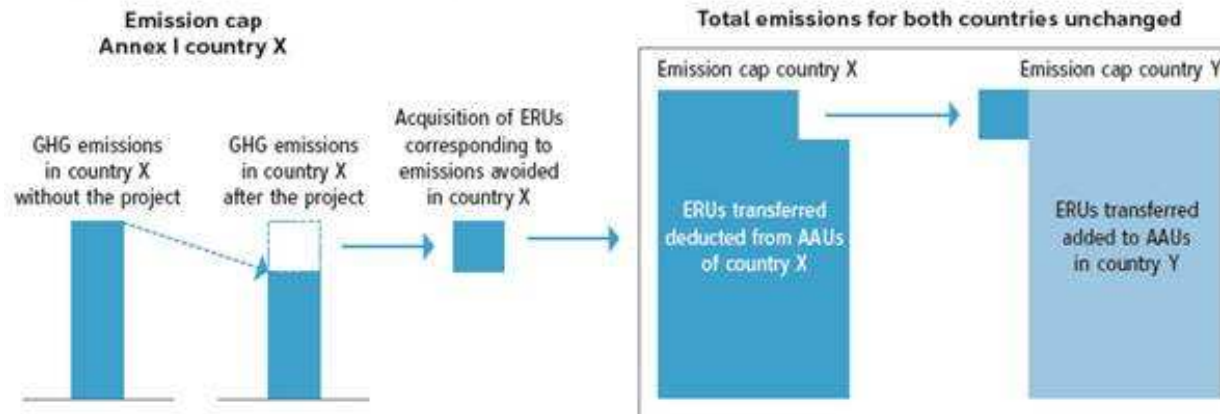 Emission cap
Annex I country X
GHG emissions
in country X
without the project
GHG emissions
in country X
after the project
Acquisition of ERUs
corresponding to
emissions avoided
in country X
Total emissions for both countries unchanged
Emission cap country X
Emission cap country Y
ERUs transferred
deducted from AAUs
of country X
ERUs transferred
added to AAUs
in country Y